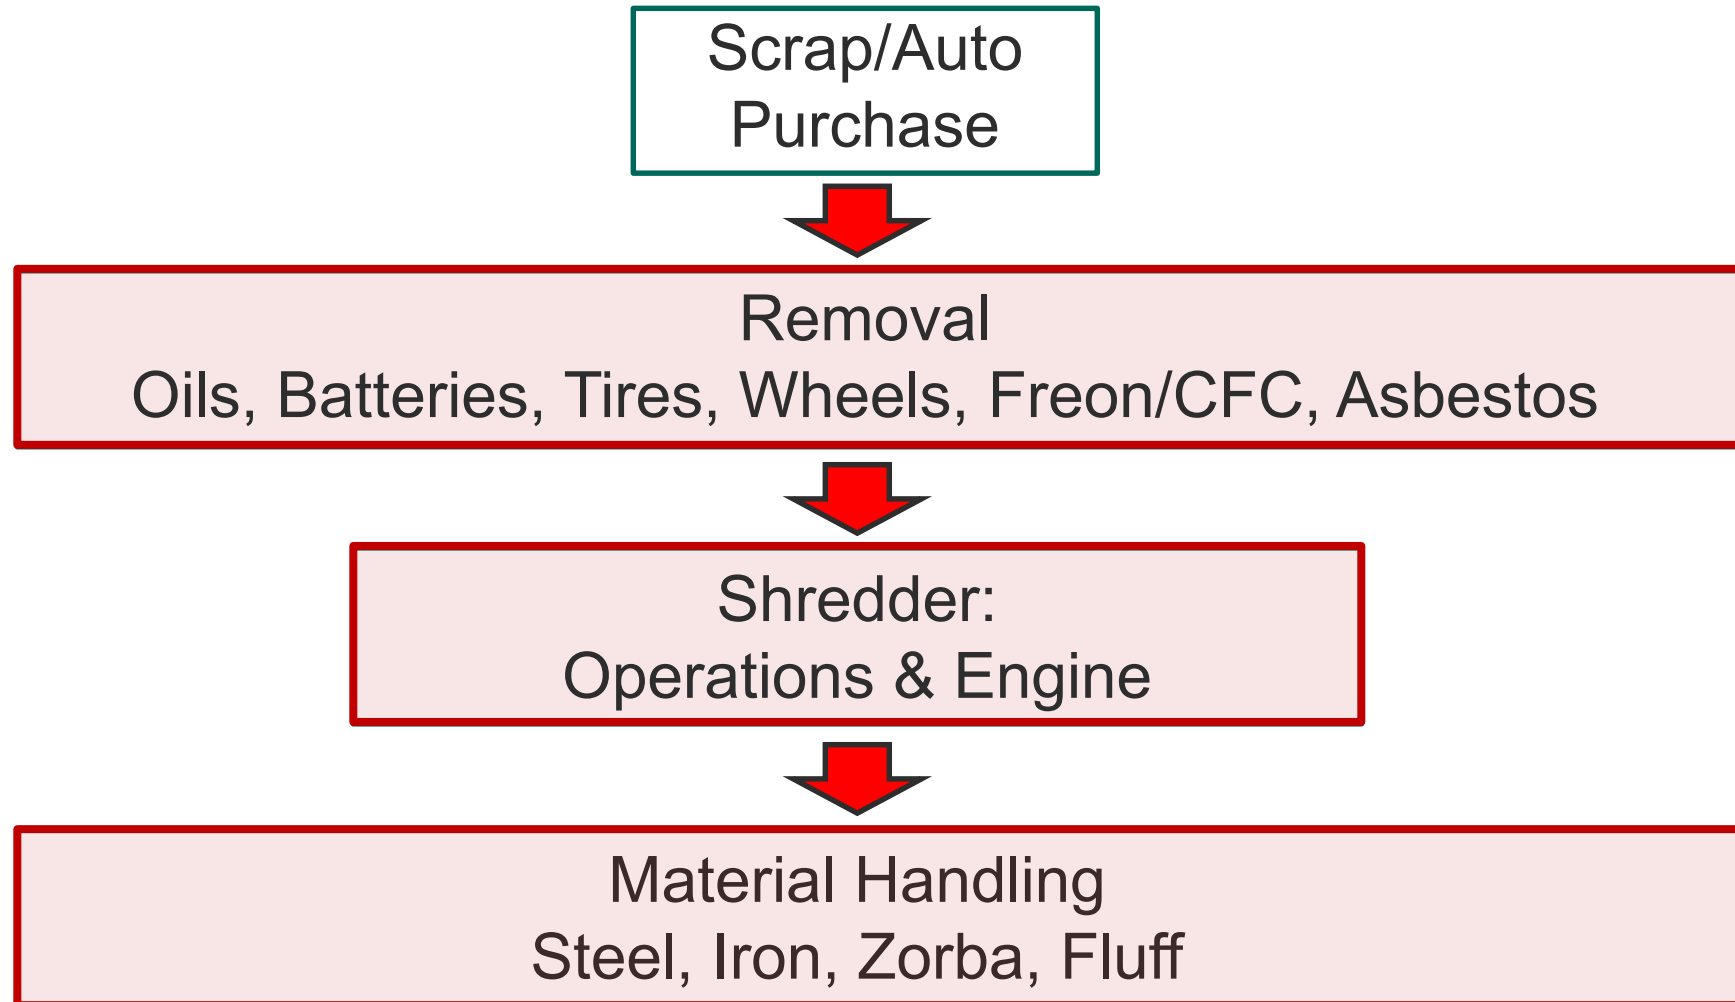 Scrap/Auto
Purchase
Removal
Oils, Batteries, Tires, Wheels, Freon/CFC, Asbestos
Shredder:
Operations & Engine
Material Handling
Steel, Iron, Zorba, Fluff